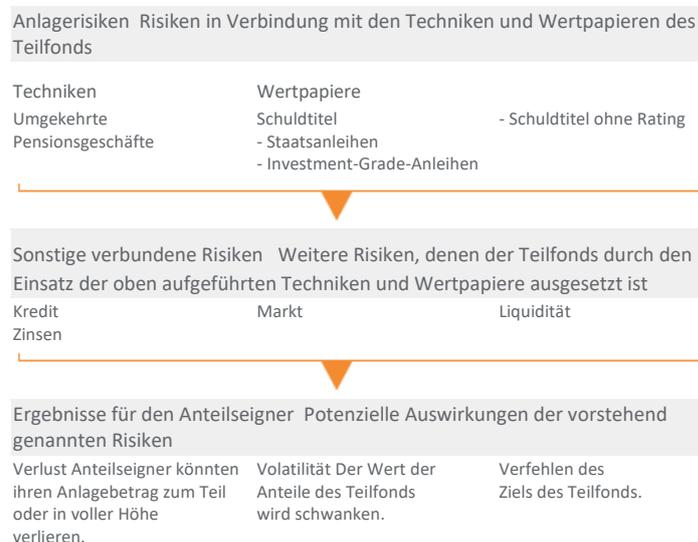 Anlagerisiken Risiken in Verbindung mit den Techniken und Wertpapieren des
Teilfonds
Techniken
Umgekehrte
Pensionsgeschäfte
Wertpapiere
Schuldtitel
- Staatsanleihen
- Investment-Grade-Anleihen
- Schuldtitel ohne Rating
Sonstige verbundene Risiken Weitere Risiken, denen der Teilfonds durch den
Einsatz der oben aufgeführten Techniken und Wertpapiere ausgesetzt ist
Kredit
Zinsen
Markt
Liquidität
Ergebnisse für den Anteilseigner Potenzielle Auswirkungen der vorstehend
genannten Risiken
Verlust Anteilseigner könnten
ihren Anlagebetrag zum Teil
oder in voller Höhe
verlieren.
Volatilität Der Wert der
Anteile des Teilfonds
wird schwanken.
Verfehlen des
Ziels des Teilfonds.